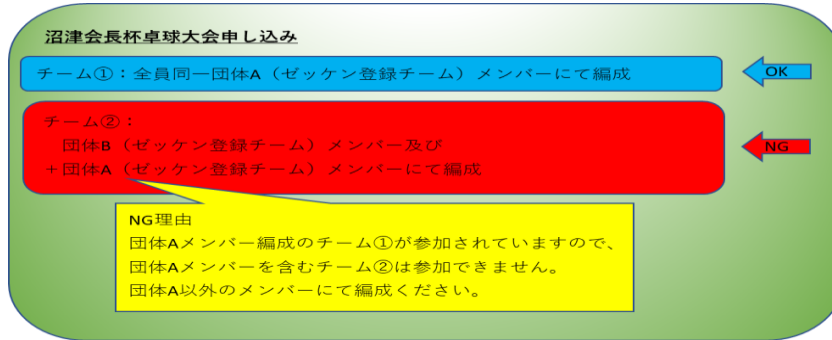 沼津会長杯卓球大会申し込み
チーム①：全員同一団体A（ゼッケン登録チーム）メンバーにて編成
OK
チーム②：
団体B（ゼッケン登録チーム）メンバー及び
+団体A（ゼッケン登録チーム）メンバーにて編成
NG
NG理由
団体Aメンバー編成のチーム①が参加されていますので、
団体Aメンバーを含むチーム②は参加できません。
団体A以外のメンバーにて編成ください。